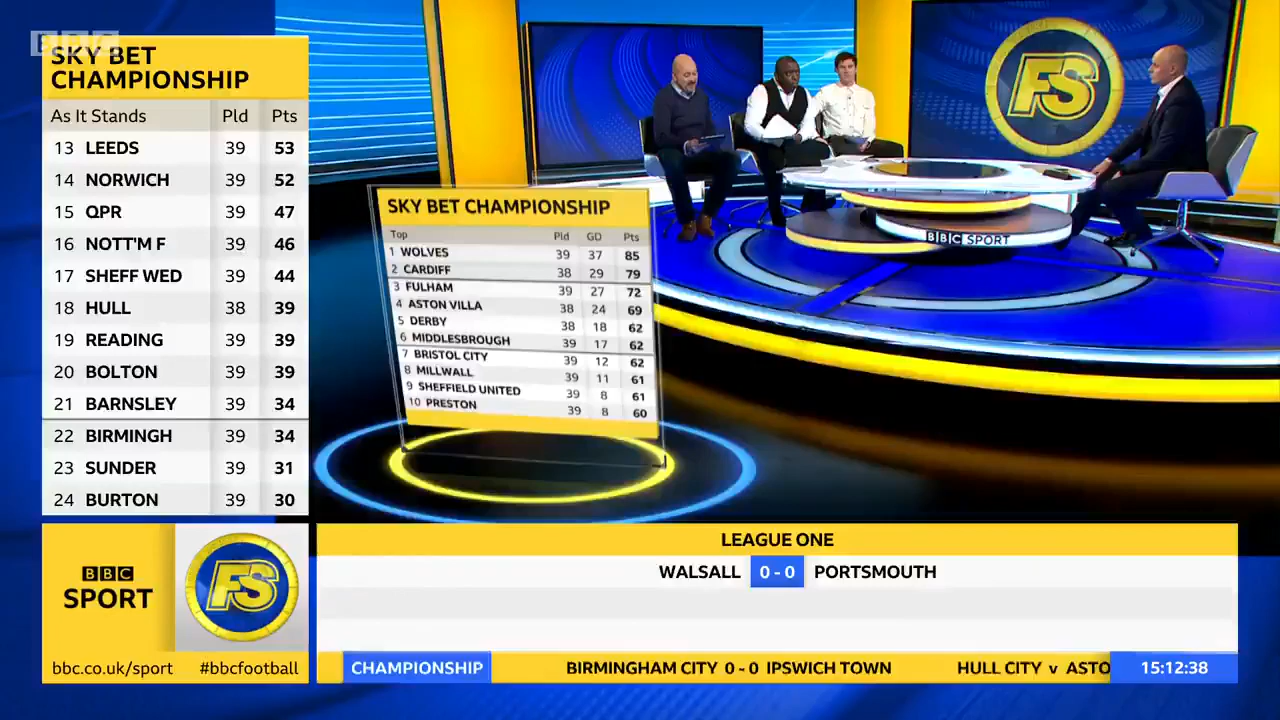 BBC
SKY BET
CHAMPIONSHIP
As It Stands Pld Pts
13 LEEDS 39 53
14 NORWICH 39 52
15 QPR 39 47
16 NOTT'M F 39 46
17 SHEFF WED 39 44
18 HULL 38 39
19 READING 39 39
20 BOLTON 39 39
21 BARNSLEY 39 34
22 BIRMINGH 39 34
23 SUNDER 39 31
24 BURTON 39 30
SKY BET CHAMPIONSHIP
Top Pld GD Pts
1 WOLVES 39 37 85
2 CARDIFF 38 29 79
3 FULHAM 39 27 72
4 ASTON VILLA 38 24 69
5 DERBY 38 18 62
6 MIDDLESBROUGH 39 17 62
7 BRISTOL CITY 39 12 62
8 MILLWALL 39 11 61
9 SHEFFIELD UNITED 39 8 61
10 PRESTON 39 8 60
FS
BBC SPORT
BBC
SPORT
FS
bbc.co.uk/sport #bbcfootball
LEAGUE ONE
WALSALL 0 - 0 PORTSMOUTH
CHAMPIONSHIP BIRMINGHAM CITY 0 - 0 IPSWICH TOWN HULL CITY v ASTO 15:12:38